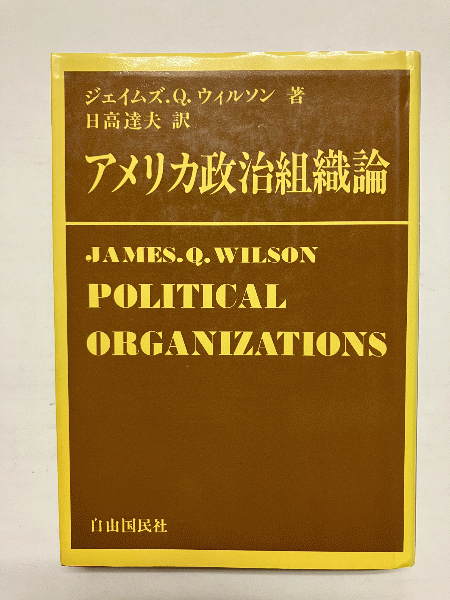 ジェイムズ.Q.ウィルソン 著
日高達夫 訳
アメリカ政治組織論
JAMES.Q.WILSON
POLITICAL
ORGANIZATIONS
自由国民社